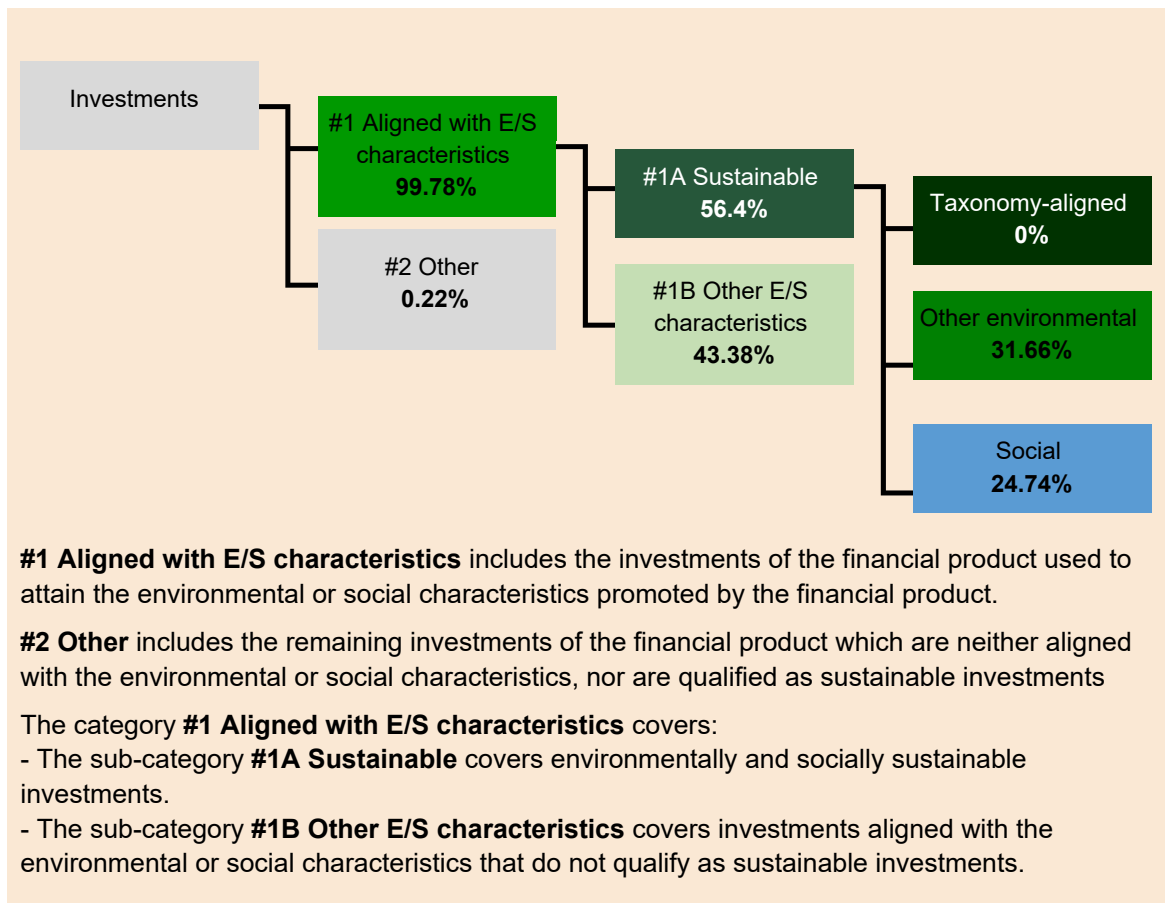 Investments
#1 Aligned with E/S
characteristics
99.78%
#2 Other
0.22%
#1A Sustainable
56.4%
#1B Other E/S
characteristics
43.38%
Taxonomy-aligned
0%
Other environmental
31.66%
Social
24.74%
#1 Aligned with E/S characteristics includes the investments of the financial product used to
attain the environmental or social characteristics promoted by the financial product.
#2 Other includes the remaining investments of the financial product which are neither aligned
with the environmental or social characteristics, nor are qualified as sustainable investments
The category #1 Aligned with E/S characteristics covers:
- The sub-category #1A Sustainable covers environmentally and socially sustainable
investments.
- The sub-category #1B Other E/S characteristics covers investments aligned with the
environmental or social characteristics that do not qualify as sustainable investments.